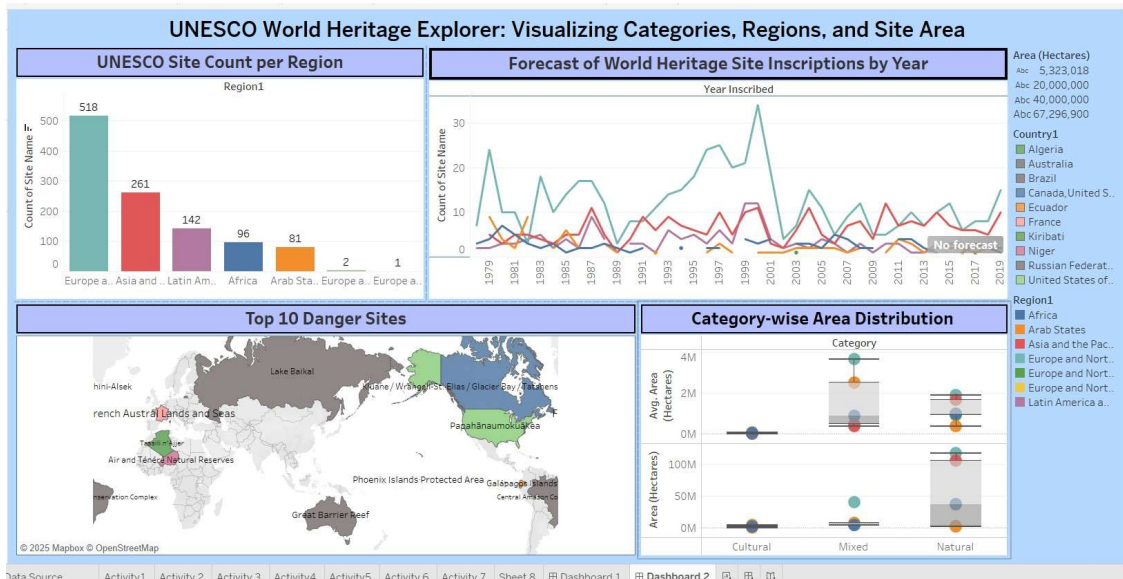 UNESCO World Heritage Explorer: Visualizing Categories, Regions, and Site Area
UNESCO Site Count per Region
Region1
Count of Site Name
500
400
300
200
100
0
518
261
142
96
81
2
1
Europe a..
Asia and ..
Latin Am..
Africa
Arab Sta..
Europe a..
Europe a..
Forecast of World Heritage Site Inscriptions by Year
Year Inscribed
Count of Site Name
30
20
10
0
No forecast
1979
1981
1983
1985
1987
1989
1991
1993
1995
1997
1999
2001
2003
2005
2007
2009
2011
2013
2015
2017
2019
Area (Hectares)
Abc 5,323,018
Abc 20,000,000
Abc 40,000,000
Abc 67,296,900
Country1
Algeria
Australia
Brazil
Canada,United S..
Ecuador
France
Kiribati
Niger
Russian Federat..
United States of..
Region1
Africa
Arab States
Asia and the Pac..
Europe and Nort..
Europe and Nort..
Europe and Nort..
Latin America a..
Top 10 Danger Sites
Lake Baikal
hini-Alsek
Kluane / Wrangell-St. Elias / Glacier Bay / Tatshens
rench Austral Lands and Seas
Papahānaumokuākea
Tassili n'Ajjer
Air and Ténéré Natural Reserves
Phoenix Islands Protected Area
Galápagos Islands
nservation Complex
Central Amazon Co
Great Barrier Reef
© 2025 Mapbox © OpenStreetMap
Category-wise Area Distribution
Category
Avg. Area
(Hectares)
4M
2M
0M
Area (Hectares)
100M
50M
0M
Cultural
Mixed
Natural
Data Source
Activity1
Activity 2
Activity 3
Activity4
Activity5
Activity 6
Activity 7
Sheet 8
Dashboard 1
Dashboard 2